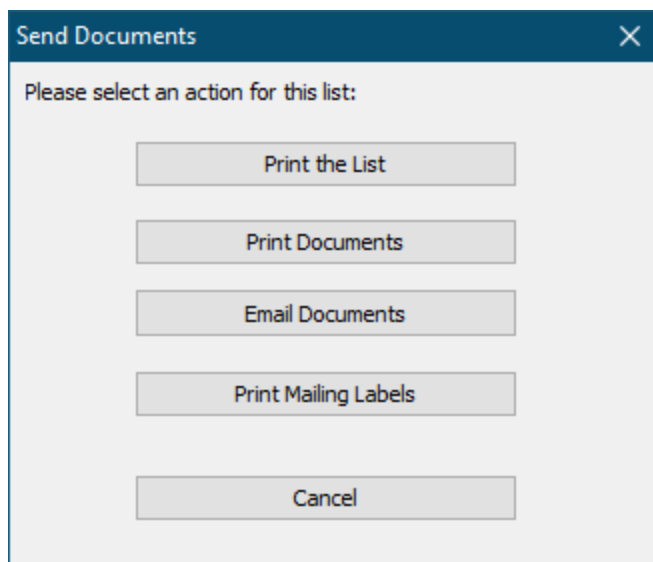 Send Documents
Please select an action for this list:
Print the List
Print Documents
Email Documents
Print Mailing Labels
Cancel